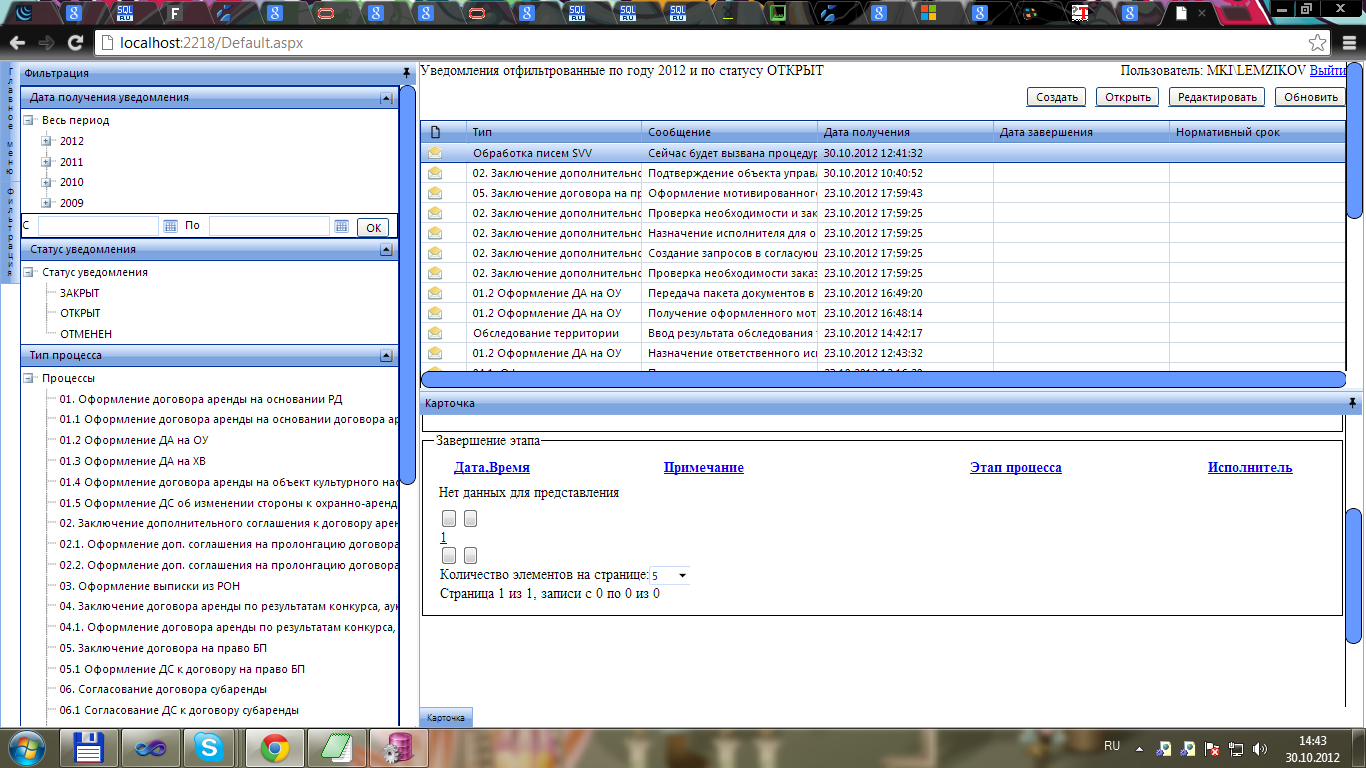 localhost:2218/Default.aspx
Главное меню
Фильтрация
Фильтрация
Дата получения уведомления
Весь период
2012
2011
2010
2009
С По ОК
Статус уведомления
Статус уведомления
ЗАКРЫТ
ОТКРЫТ
ОТМЕНЕН
Тип процесса
Процессы
01. Оформление договора аренды на основании РД
01.1 Оформление договора аренды на основании договора ар
01.2 Оформление ДА на ОУ
01.3 Оформление ДА на ХВ
01.4 Оформление договора аренды на объект культурного нас
01.5 Оформление ДС об изменении стороны к охранно-аренд
02. Заключение дополнительного соглашения к договору арен
02.1. Оформление доп. соглашения на пролонгацию договора
02.2. Оформление доп. соглашения на пролонгацию договора
03. Оформление выписки из РОН
04. Заключение договора аренды по результатам конкурса, аук
04.1. Оформление договора аренды по результатам конкурса,
05. Заключение договора на право БП
05.1 Оформление ДС к договору на право БП
06. Согласование договора субаренды
06.1 Согласование ДС к договору субаренды
Уведомления отфильтрованные по году 2012 и по статусу ОТКРЫТ
Пользователь: MKI\LEMZIKOV Выйти
Создать Открыть Редактировать Обновить
Тип Сообщение Дата получения Дата завершения Нормативный срок
Обработка писем SVV Сейчас будет вызвана процедур 30.10.2012 12:41:32
02. Заключение дополнительно Подтверждение объекта управл 30.10.2012 10:40:52
05. Заключение договора на пр Оформление мотивированного 23.10.2012 17:59:43
02. Заключение дополнительно Проверка необходимости и зак 23.10.2012 17:59:25
02. Заключение дополнительно Назначение исполнителя для о 23.10.2012 17:59:25
02. Заключение дополнительно Создание запросов в согласующ 23.10.2012 17:59:25
02. Заключение дополнительно Проверка необходимости заказ 23.10.2012 17:59:25
01.2 Оформление ДА на ОУ Передача пакета документов в 23.10.2012 16:49:20
01.2 Оформление ДА на ОУ Получение оформленного мот 23.10.2012 16:48:14
Обследование территории Ввод результата обследования 23.10.2012 14:42:17
01.2 Оформление ДА на ОУ Назначение ответственного исп 23.10.2012 12:43:32
Карточка
Завершение этапа
Дата,Время Примечание Этап процесса Исполнитель
Нет данных для представления
1
Количество элементов на странице: 5
Страница 1 из 1, записи с 0 по 0 из 0
Карточка
RU
14:43
30.10.2012